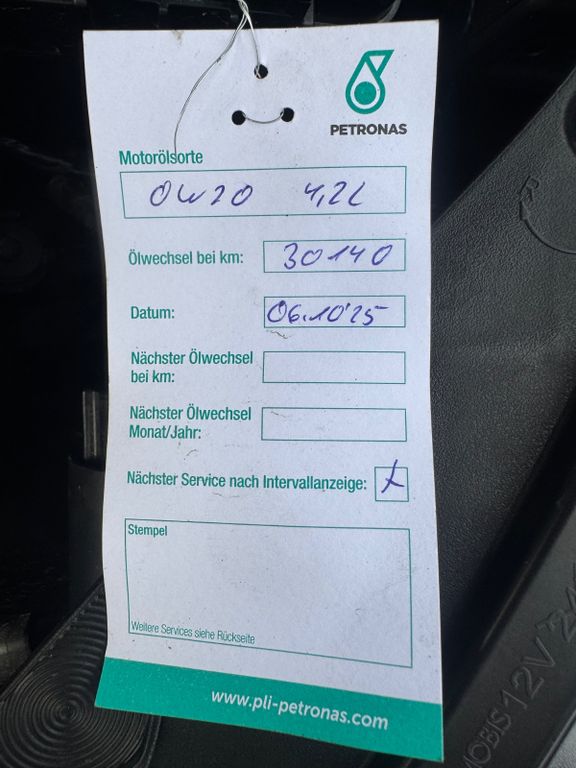 PETRONAS
Motorölsorte
0W20 4,2L
Ölwechsel bei km: 30140
Datum: 06.10'25
Nächster Ölwechsel
bei km:
Nächster Ölwechsel
Monat/Jahr:
Nächster Service nach Intervallanzeige: x
Stempel
Weitere Services siehe Rückseite
www.pli-petronas.com
MOBIS 12V